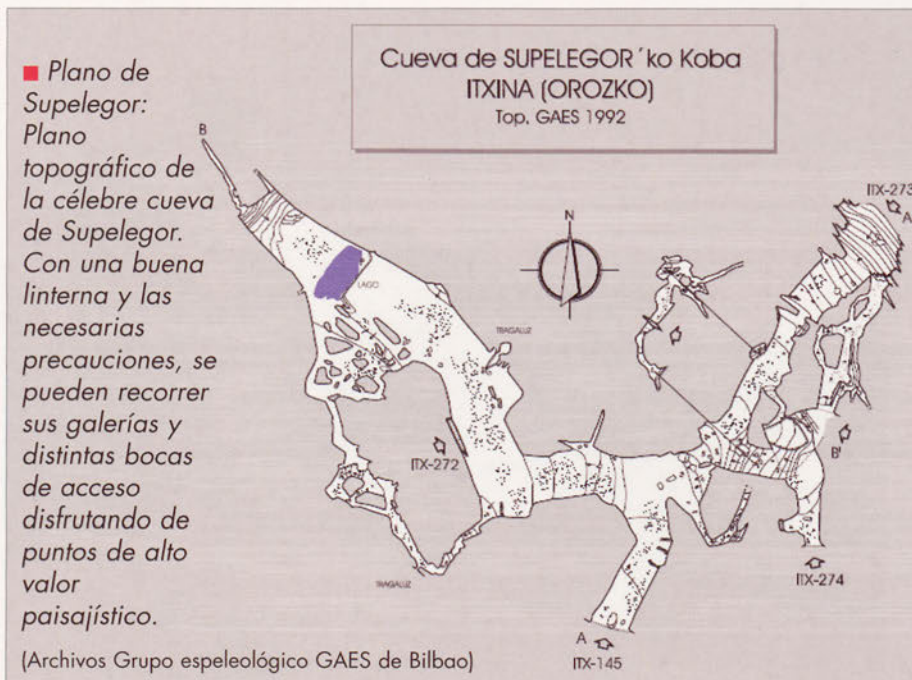 ■ Plano de
Supelegor:
Plano
topográfico de
la célebre cueva
de Supelegor.
Con una buena
linterna y las
necesarias
precauciones, se
pueden recorrer
sus galerías y
distintas bocas
de acceso
disfrutando de
puntos de alto
valor
paisajístico.
(Archivos Grupo espeleológico GAES de Bilbao)
Cueva de SUPELEGOR´ko Koba
ITXINA (OROZKO)
Top. GAES 1992
B
N
ITX-273
A'
LAGO
TRAGALUZ
ITX-272
B'
TRAGALUZ
ITX-274
A
ITX-145